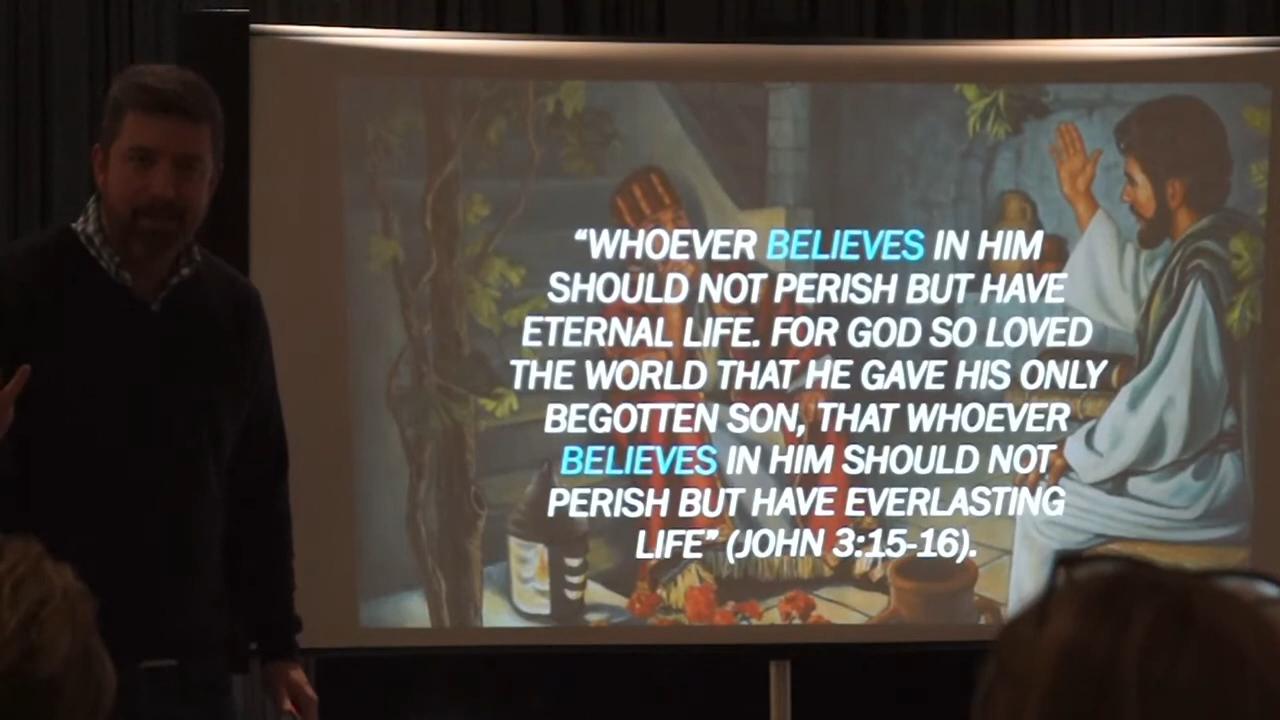 “WHOEVER BELIEVES IN HIM
SHOULD NOT PERISH BUT HAVE
ETERNAL LIFE. FOR GOD SO LOVED
THE WORLD THAT HE GAVE HIS ONLY
BEGOTTEN SON, THAT WHOEVER
BELIEVES IN HIM SHOULD NOT
PERISH BUT HAVE EVERLASTING
LIFE” (JOHN 3:15-16).